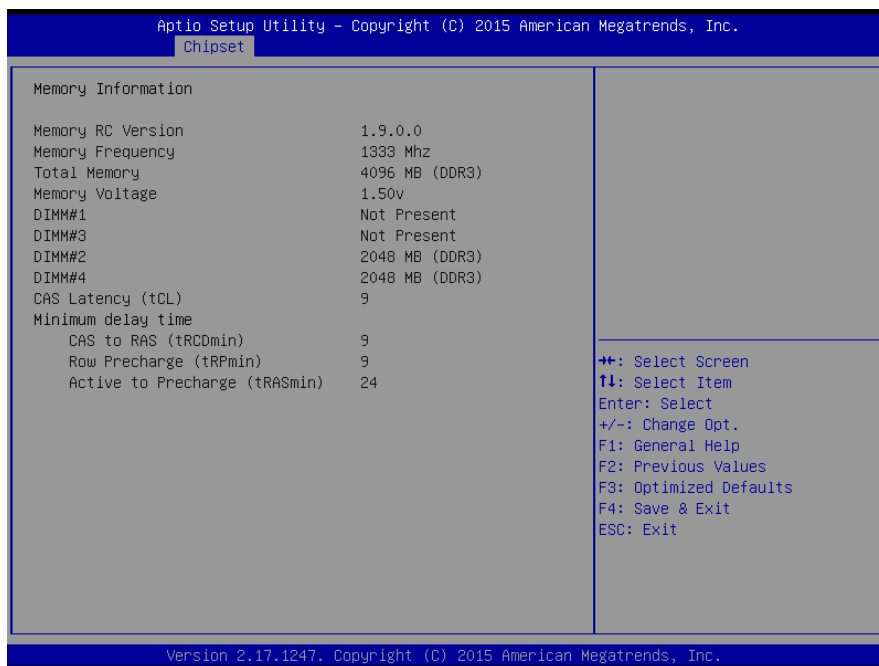 Aptio Setup Utility – Copyright (C) 2015 American Megatrends, Inc.
Chipset
Memory Information
Memory RC Version 1.9.0.0
Memory Frequency 1333 Mhz
Total Memory 4096 MB (DDR3)
Memory Voltage 1.50v
DIMM#1 Not Present
DIMM#3 Not Present
DIMM#2 2048 MB (DDR3)
DIMM#4 2048 MB (DDR3)
CAS Latency (tCL) 9
Minimum delay time
CAS to RAS (tRCDmin) 9
Row Precharge (tRPmin) 9
Active to Precharge (tRASmin) 24
→←: Select Screen
↑↓: Select Item
Enter: Select
+/-: Change Opt.
F1: General Help
F2: Previous Values
F3: Optimized Defaults
F4: Save & Exit
ESC: Exit
Version 2.17.1247. Copyright (C) 2015 American Megatrends, Inc.